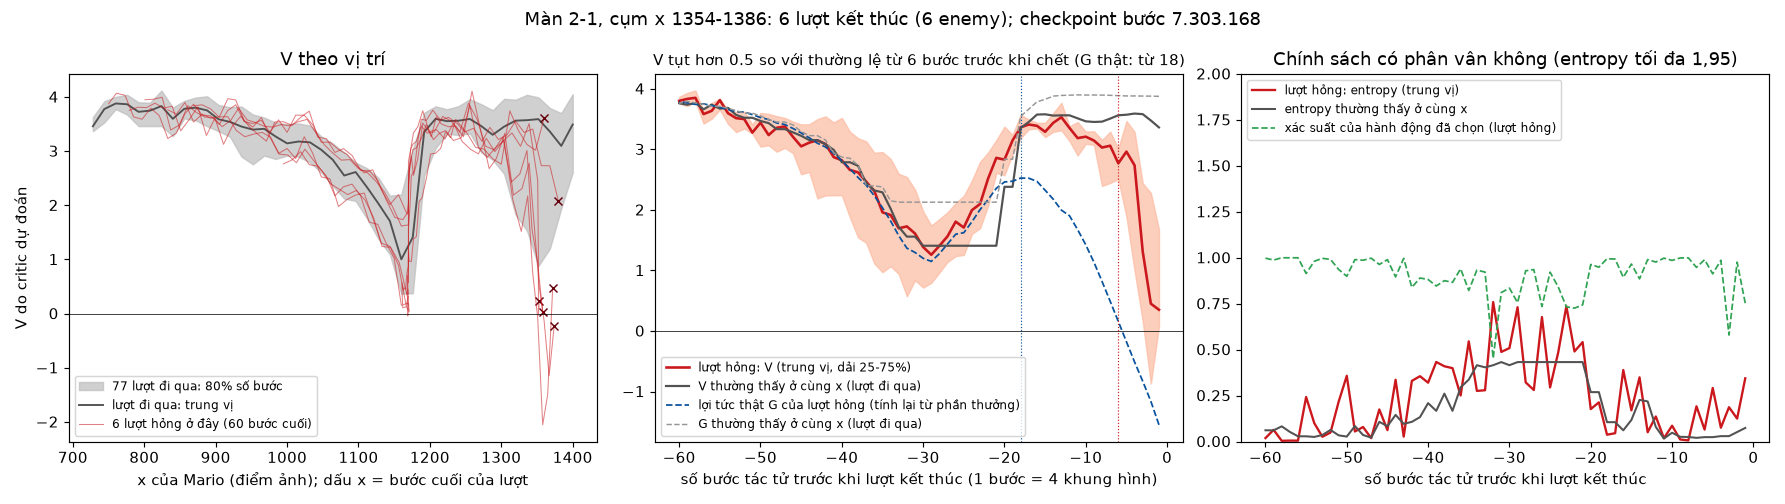 Màn 2-1, cụm x 1354-1386: 6 lượt kết thúc (6 enemy); checkpoint bước 7.303.168
V theo vị trí
V do critic dự đoán
4
3
2
1
0
−1
−2
77 lượt đi qua: 80% số bước
lượt đi qua: trung vị
6 lượt hỏng ở đây (60 bước cuối)
700 800 900 1000 1100 1200 1300 1400
x của Mario (điểm ảnh); dấu x = bước cuối của lượt
V tụt hơn 0.5 so với thường lệ từ 6 bước trước khi chết (G thật: từ 18)
4
3
2
1
0
−1
lượt hỏng: V (trung vị, dải 25-75%)
V thường thấy ở cùng x (lượt đi qua)
lợi tức thật G của lượt hỏng (tính lại từ phần thưởng)
G thường thấy ở cùng x (lượt đi qua)
−60 −50 −40 −30 −20 −10 0
số bước tác tử trước khi lượt kết thúc (1 bước = 4 khung hình)
Chính sách có phân vân không (entropy tối đa 1,95)
2.00
1.75
1.50
1.25
1.00
0.75
0.50
0.25
0.00
lượt hỏng: entropy (trung vị)
entropy thường thấy ở cùng x
xác suất của hành động đã chọn (lượt hỏng)
−60 −50 −40 −30 −20 −10 0
số bước tác tử trước khi lượt kết thúc